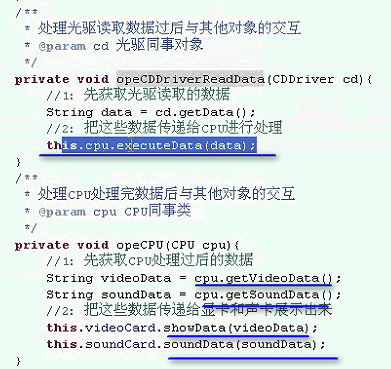 /**
 * 处理光驱读取数据过后与其他对象的交互
 * @param cd 光驱同事对象
 */
private void opeCDDriverReadData(CDDriver cd){
//1：先获取光驱读取的数据
String data = cd.getData();
//2：把这些数据传递给CPU进行处理
this.cpu.executeData(data);
}
/**
 * 处理CPU处理完数据后与其他对象的交互
 * @param cpu CPU同事类
 */
private void opeCPU(CPU cpu){
//1：先获取CPU处理过后的数据
String videoData = cpu.getVideoData();
String soundData = cpu.getSoundData();
//2：把这些数据传递给显卡和声卡展示出来
this.videoCard.showData(videoData);
this.soundCard.soundData(soundData);
}